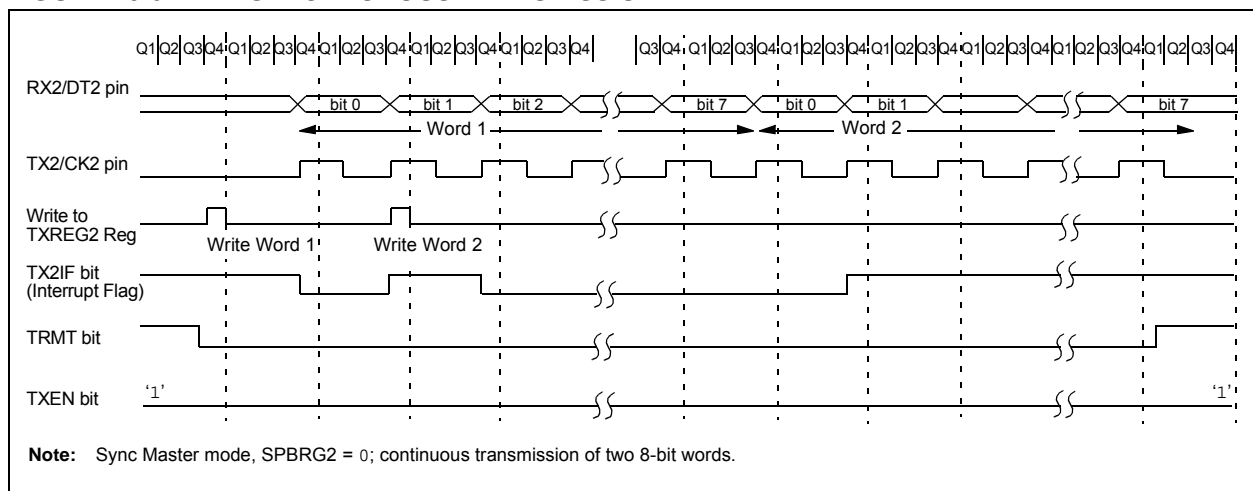 Q1 Q2 Q3 Q4 Q1 Q2 Q3 Q4 Q1 Q2 Q3 Q4 Q1 Q2 Q3 Q4 Q1 Q2 Q3 Q4 Q3 Q4 Q1 Q2 Q3 Q4 Q1 Q2 Q3 Q4 Q1 Q2 Q3 Q4 Q1 Q2 Q3 Q4 Q1 Q2 Q3 Q4 Q1 Q2 Q3 Q4
RX2/DT2 pin
bit 0 bit 1 bit 2 bit 7 bit 0 bit 1 bit 7
Word 1 Word 2
TX2/CK2 pin
Write to
TXREG2 Reg
Write Word 1 Write Word 2
TX2IF bit
(Interrupt Flag)
TRMT bit
TXEN bit
‘1’ ‘1’
Note: Sync Master mode, SPBRG2 = 0; continuous transmission of two 8-bit words.